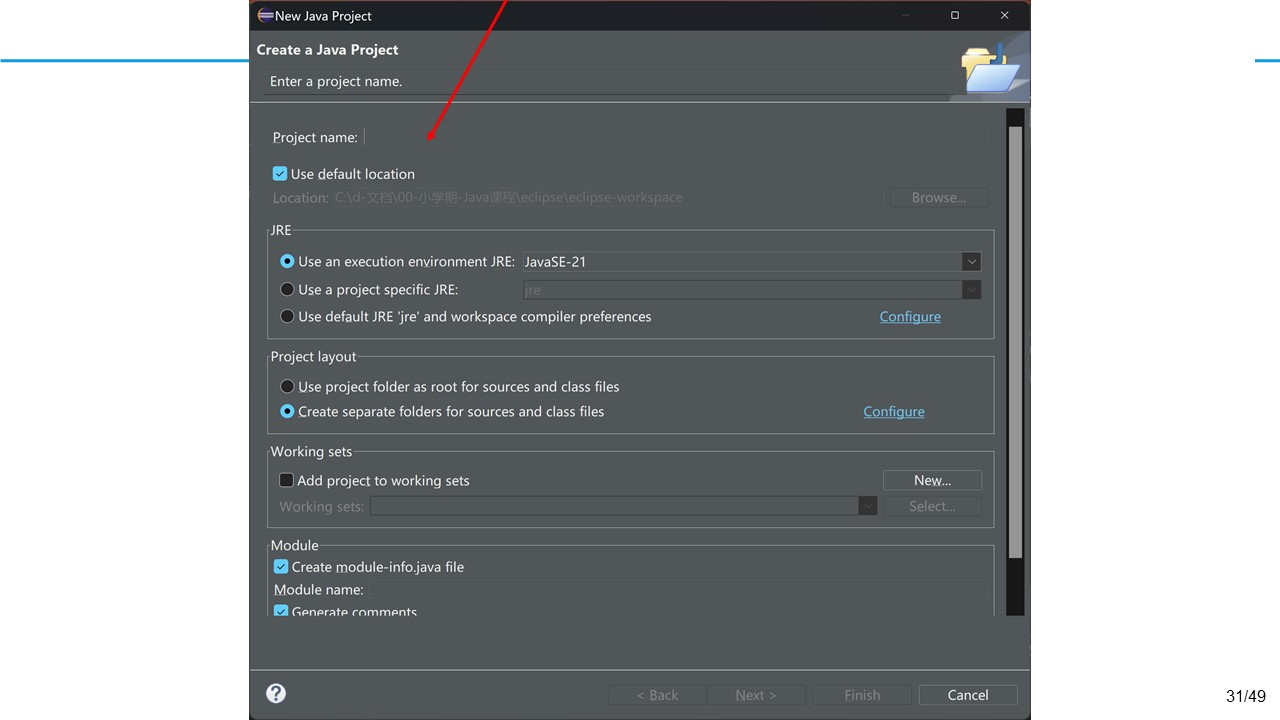 New Java Project
Create a Java Project
Enter a project name.
Project name:
Use default location
Location: C:\d-文档\00-小学期-Java课程\eclipse\eclipse-workspace Browse...
JRE
Use an execution environment JRE: JavaSE-21
Use a project specific JRE: jre
Use default JRE 'jre' and workspace compiler preferences Configure
Project layout
Use project folder as root for sources and class files
Create separate folders for sources and class files Configure
Working sets
Add project to working sets New...
Working sets: Select...
Module
Create module-info.java file
Module name:
Generate comments
< Back Next > Finish Cancel
31/49